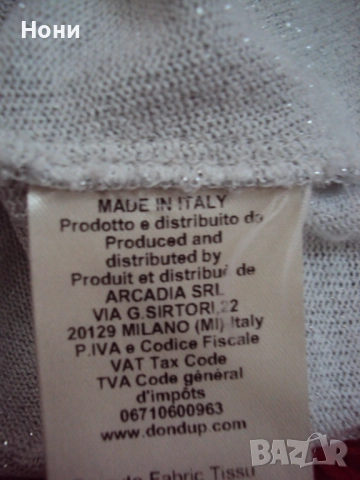 Нони
MADE IN ITALY
Prodotto e distribuito da
Produced and
distributed by
Produit et distribué de
ARCADIA SRL
VIA G.SIRTORI,22
20129 MILANO (MI)-Italy
P.IVA e Codice Fiscale
VAT Tax Code
TVA Code gèneral
d'impôts
06710600963
www.dondup.com
Fabric Tissu
BAZAR